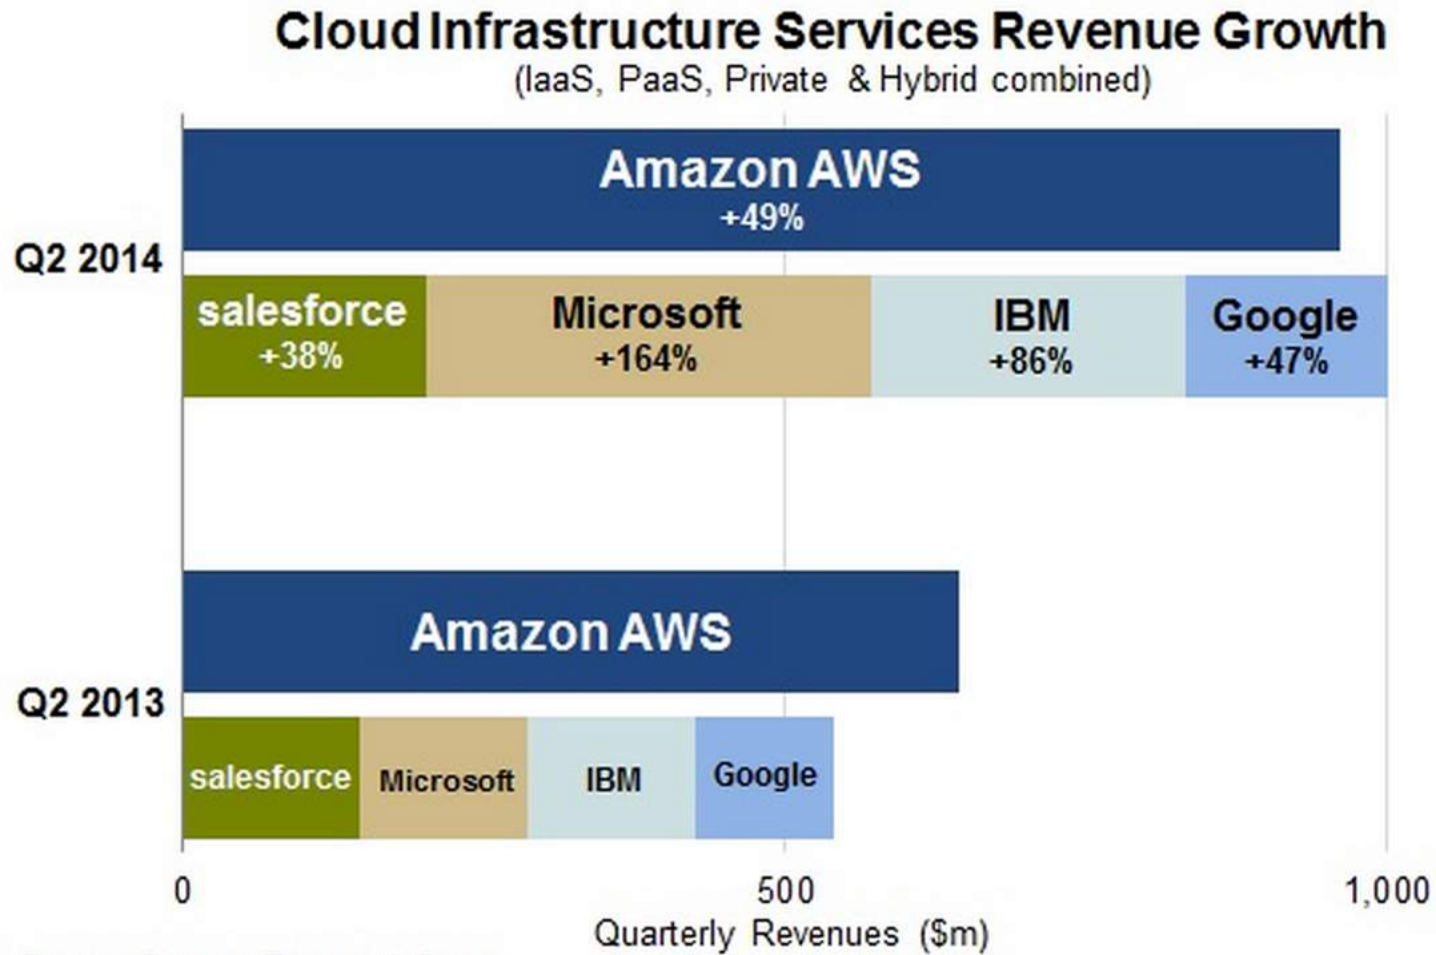 Cloud Infrastructure Services Revenue Growth
(IaaS, PaaS, Private & Hybrid combined)
Amazon AWS
+49%
Q2 2014
salesforce
+38%
Microsoft
+164%
IBM
+86%
Google
+47%
Amazon AWS
Q2 2013
salesforce
Microsoft
IBM
Google
0
500
1,000
Quarterly Revenues ($m)